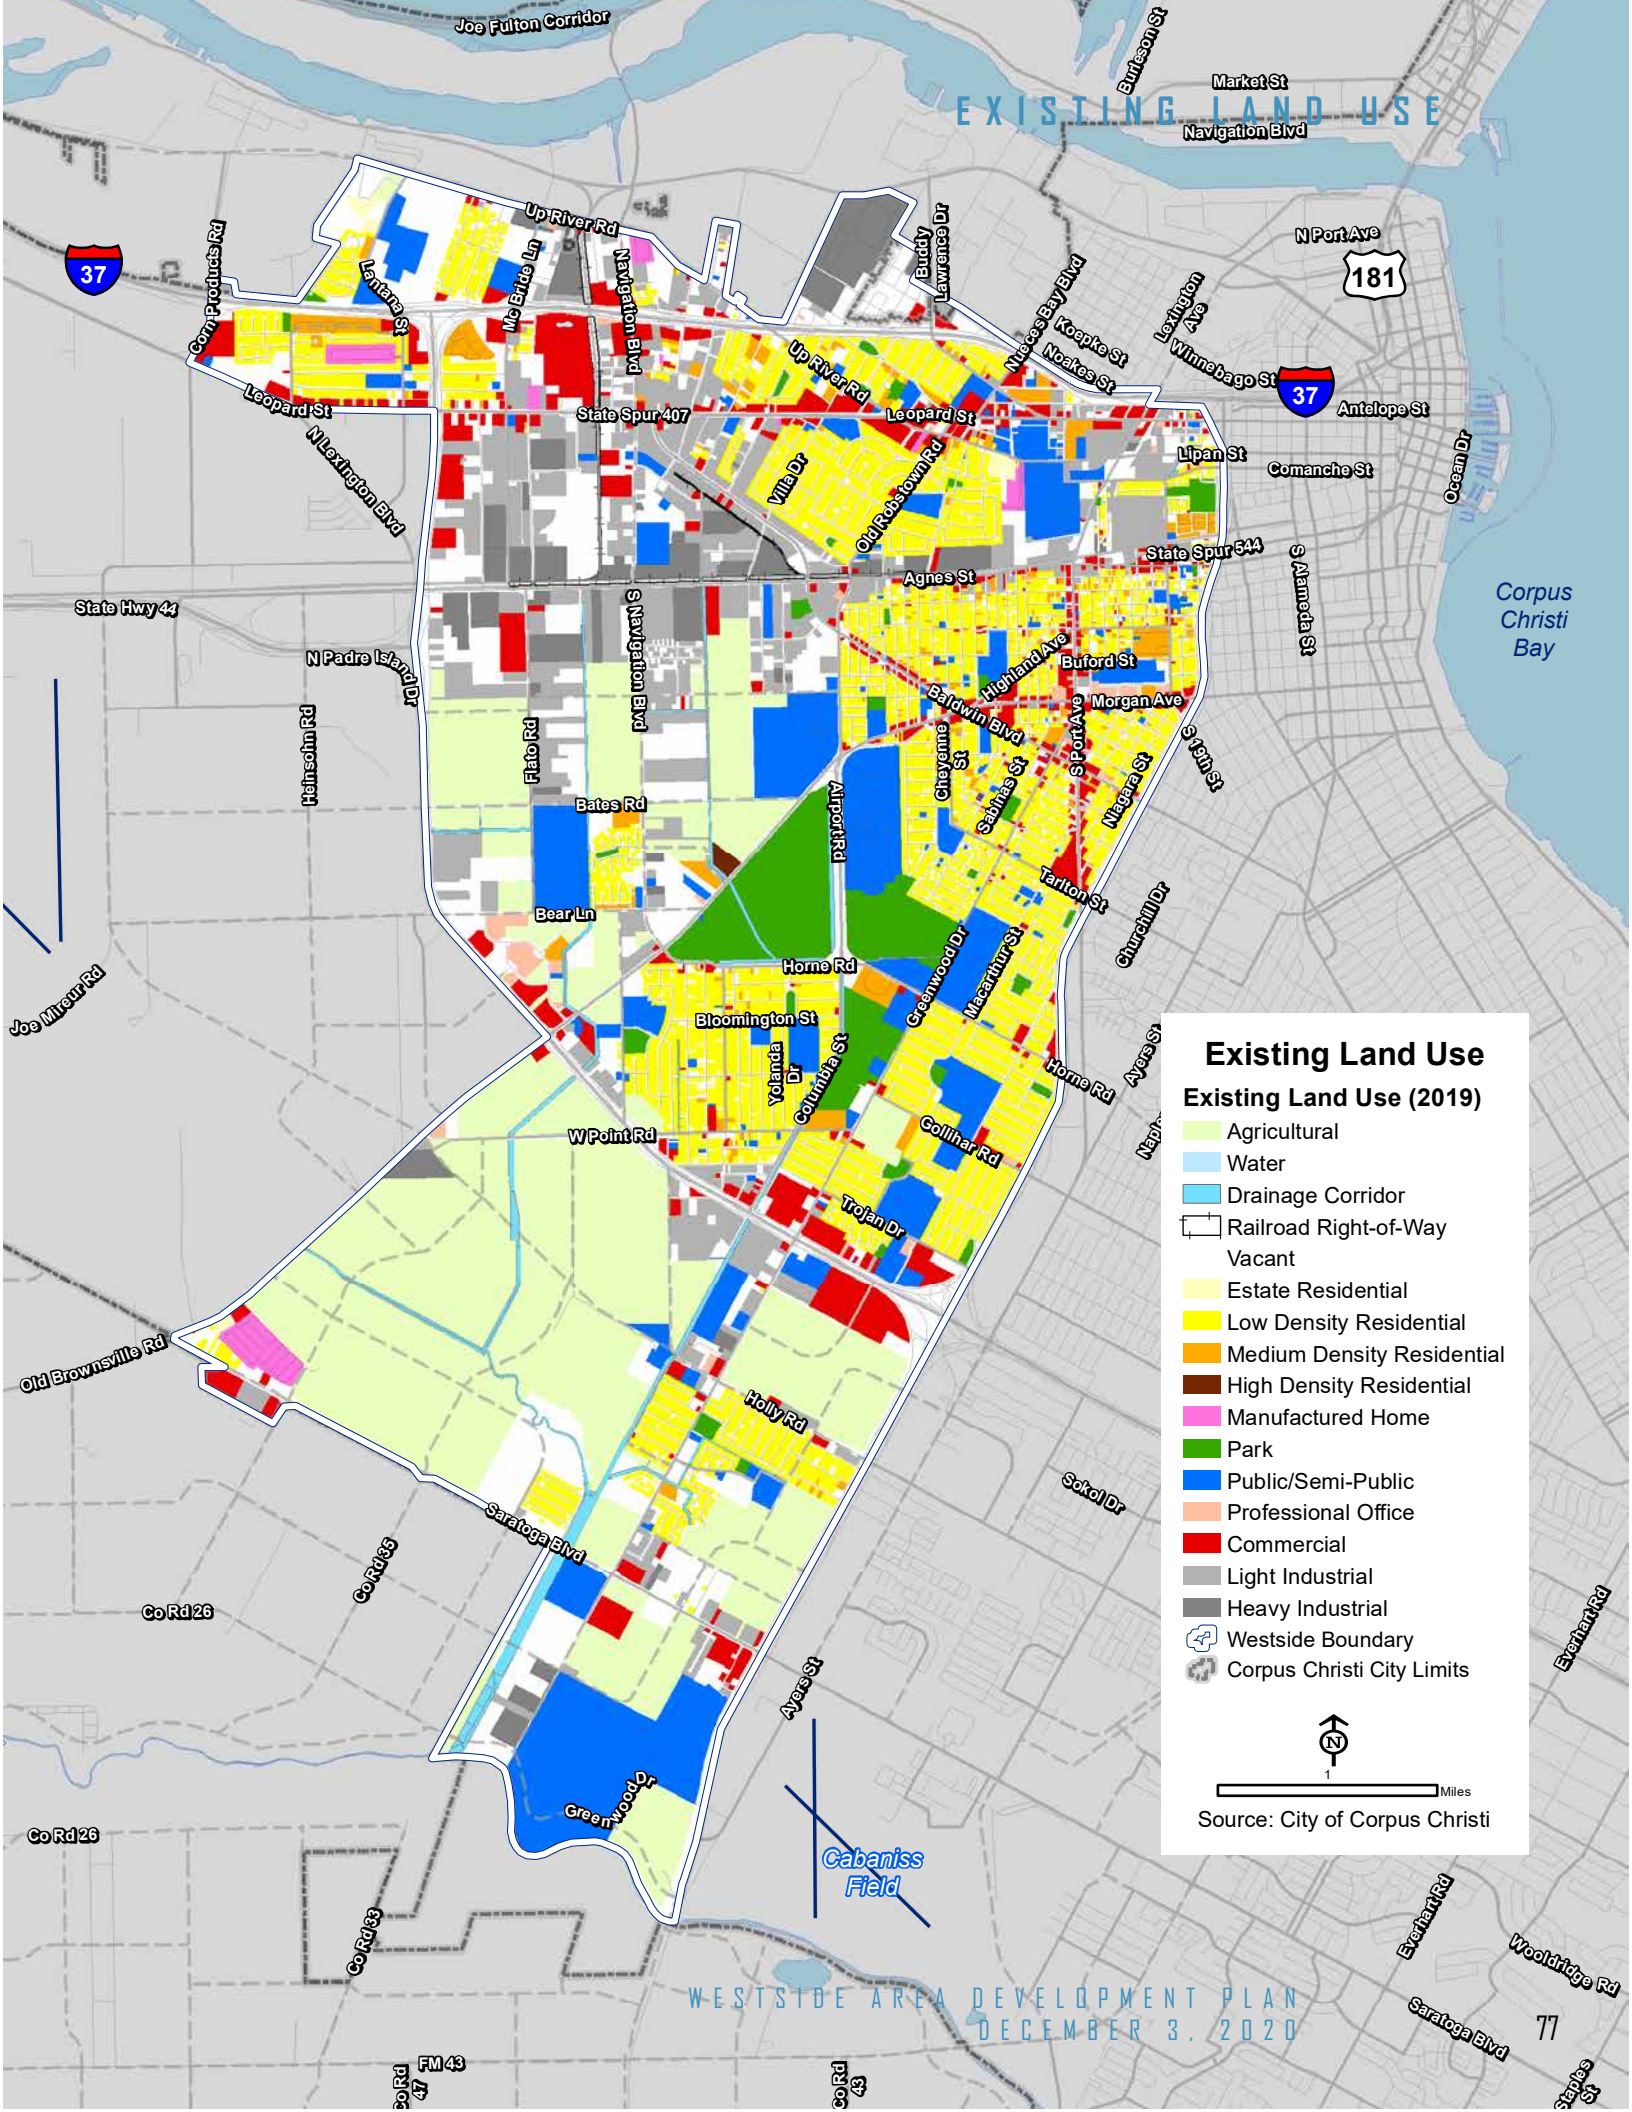 Joe Fulton Corridor
Burleson St
Market St
EXISTING LAND USE
Navigation Blvd
Up River Rd
N Port Ave
181
Corn Products Rd
37
Lantana St
Mc Bride Ln
Navigation Blvd
Buddy
Lawrence Dr
Nueces Bay Blvd
Koepke St
Noakes St
Lexington
Ave
Winnebago St
37
Antelope St
Up River Rd
Leopard St
State Spur 407
Leopard St
N Lexington Blvd
Villa Dr
Old Robstown Rd
Lipan St
Comanche St
Ocean Dr
State Spur 544
Agnes St
S Alameda St
State Hwy 44
S Navigation Blvd
Corpus
Christi
Bay
N Padre Island Dr
Highland Ave
Buford St
Baldwin Blvd
Morgan Ave
Heinsohn Rd
Flato Rd
Cheyenne
St
S Port Ave
S 19th St
Sabinas St
Niagara St
Bates Rd
Airport Rd
Tarlton St
Churchill Dr
Bear Ln
Horne Rd
Greenwood Dr
Macarthur St
Joe Mireur Rd
Bloomington St
Yolanda
Dr
Columbia St
Ayers St
Horne Rd
Gollihar Rd
W Point Rd
Trojan Dr
Old Brownsville Rd
Holly Rd
Sokol Dr
Saratoga Blvd
Co Rd 35
Co Rd 26
Everhart Rd
Ayers St
Greenwood Dr
Co Rd 26
Cabaniss
Field
Co Rd 33
Everhart Rd
Wooldridge Rd
Saratoga Blvd
Staples
St
FM 43
Co Rd
47
Co Rd
43
Existing Land Use
Existing Land Use (2019)
Agricultural
Water
Drainage Corridor
Railroad Right-of-Way
Vacant
Estate Residential
Low Density Residential
Medium Density Residential
High Density Residential
Manufactured Home
Park
Public/Semi-Public
Professional Office
Commercial
Light Industrial
Heavy Industrial
Westside Boundary
Corpus Christi City Limits
N
1
Miles
Source: City of Corpus Christi
WESTSIDE AREA DEVELOPMENT PLAN
DECEMBER 3, 2020
77